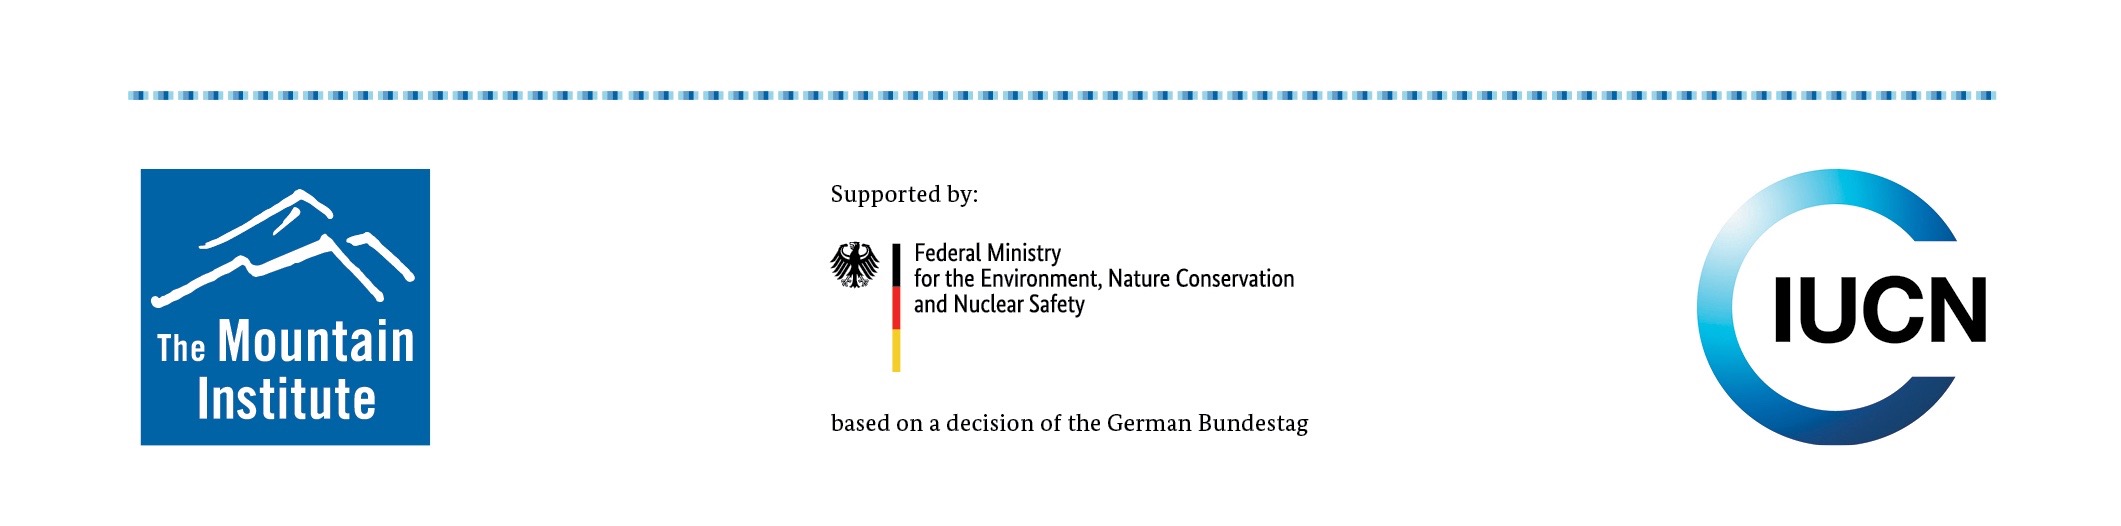 The Mountain
Institute
Supported by:
Federal Ministry
for the Environment, Nature Conservation
and Nuclear Safety
based on a decision of the German Bundestag
IUCN